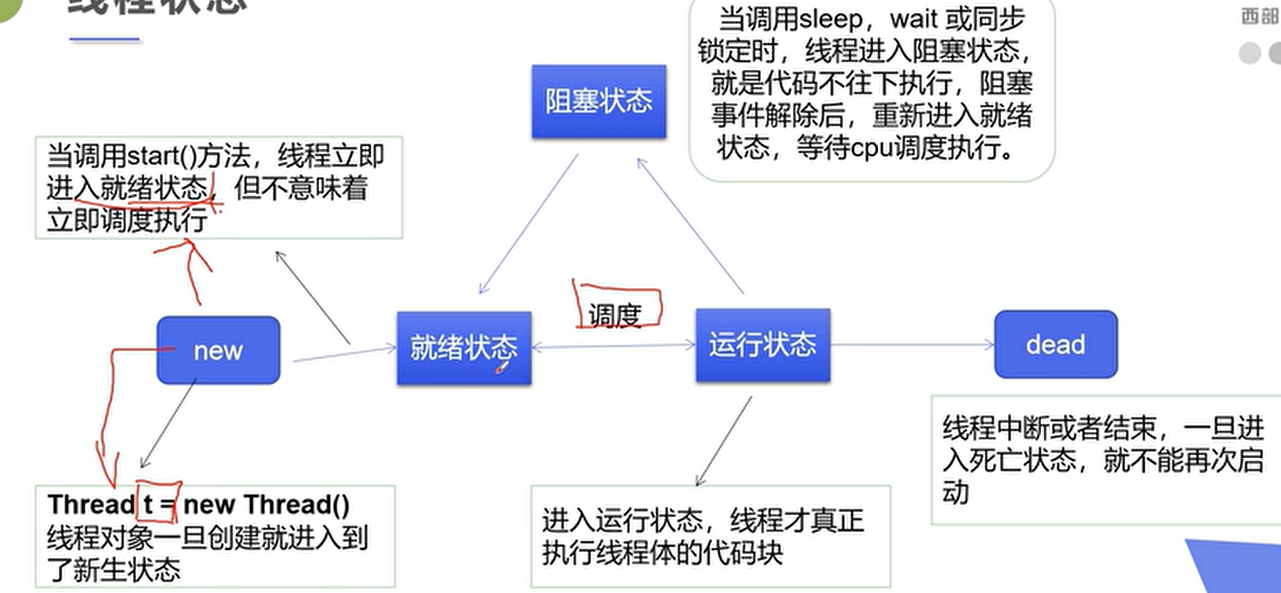 线程状态
西部
当调用sleep，wait 或同步
锁定时，线程进入阻塞状态，
就是代码不往下执行，阻塞
事件解除后，重新进入就绪
状态，等待cpu调度执行。
阻塞状态
当调用start()方法，线程立即
进入就绪状态，但不意味着
立即调度执行
调度
new
就绪状态
运行状态
dead
Thread t = new Thread()
线程对象一旦创建就进入到
了新生状态
进入运行状态，线程才真正
执行线程体的代码块
线程中断或者结束，一旦进
入死亡状态，就不能再次启
动